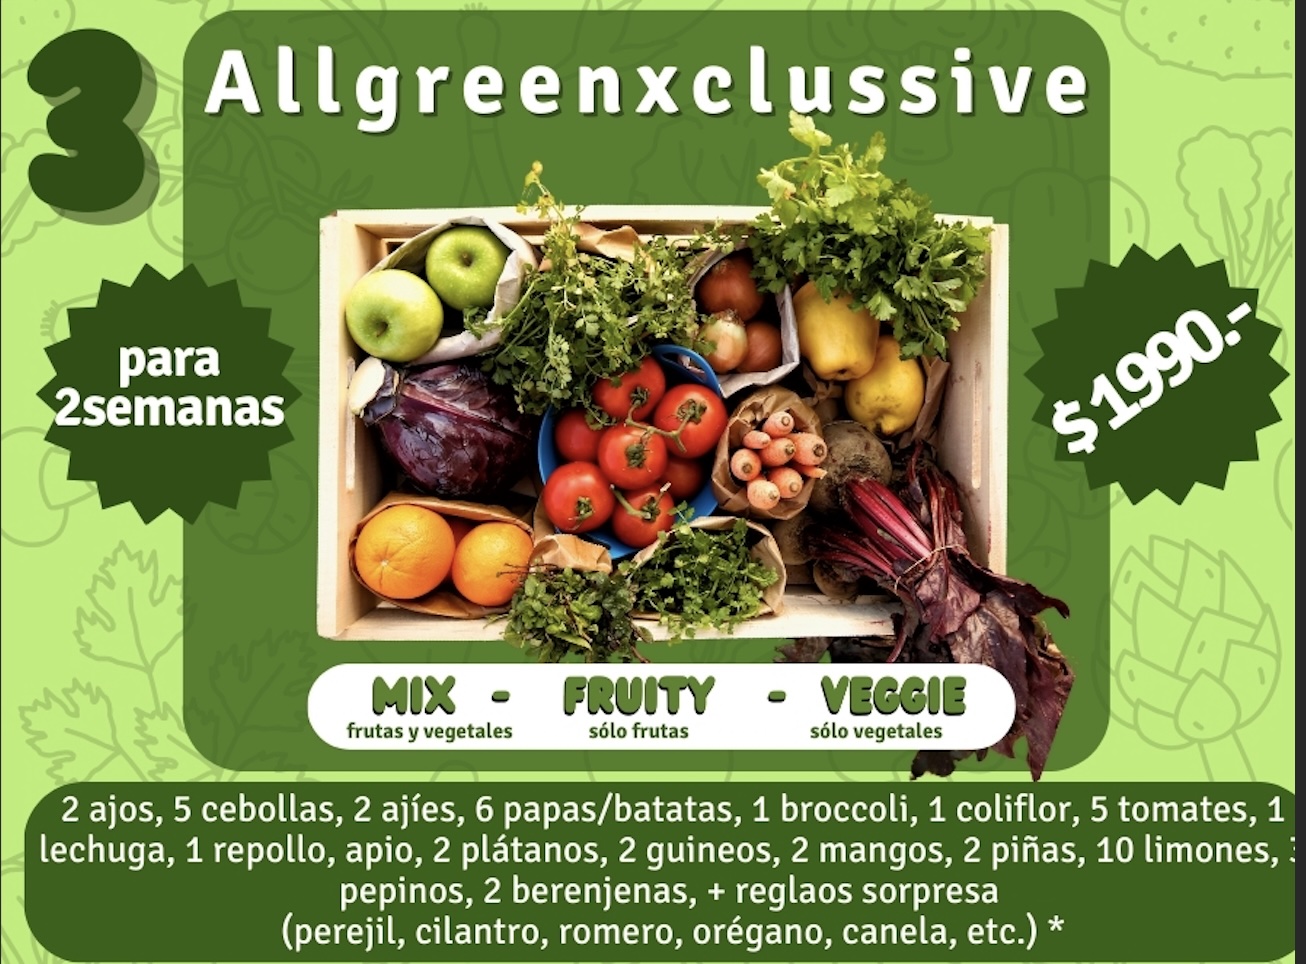 3
Allgreenxclussive
para
2semanas
$1990.-
MIX - FRUITY - VEGGIE
frutas y vegetales sólo frutas sólo vegetales
2 ajos, 5 cebollas, 2 ajíes, 6 papas/batatas, 1 broccoli, 1 coliflor, 5 tomates, 1
lechuga, 1 repollo, apio, 2 plátanos, 2 guineos, 2 mangos, 2 piñas, 10 limones,
pepinos, 2 berenjenas, + reglaos sorpresa
(perejil, cilantro, romero, orégano, canela, etc.) *